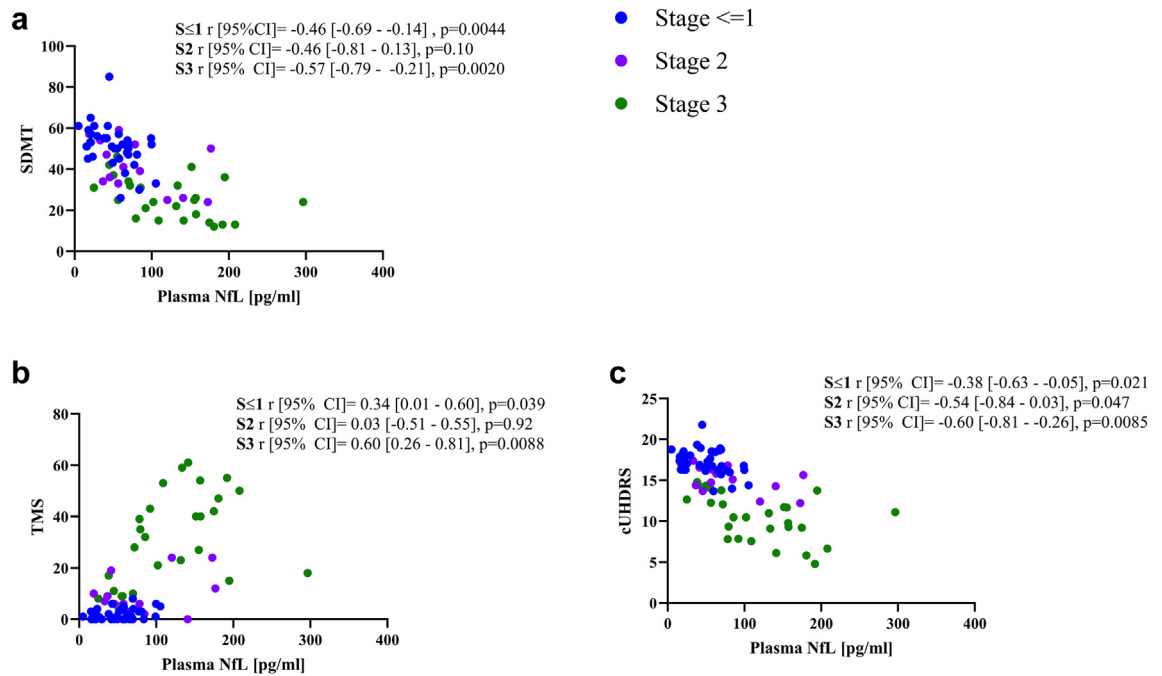 a
S≤1 r [95%CI]= -0.46 [-0.69 - -0.14] , p=0.0044
S2 r [95% CI]= -0.46 [-0.81 - 0.13], p=0.10
S3 r [95% CI]= -0.57 [-0.79 - -0.21] , p=0.0020
100
80
60
40
20
0
SDMT
0 100 200 300 400
Plasma NfL [pg/ml]
Stage <=1
Stage 2
Stage 3
b
S≤1 r [95% CI]= 0.34 [0.01 - 0.60], p=0.039
S2 r [95% CI]= 0.03 [-0.51 - 0.55], p=0.92
S3 r [95% CI]= 0.60 [0.26 - 0.81], p=0.0088
80
60
40
20
0
TMS
0 100 200 300 400
Plasma NfL [pg/ml]
c
S≤1 r [95% CI]= -0.38 [-0.63 - -0.05], p=0.021
S2 r [95% CI]= -0.54 [-0.84 - 0.03], p=0.047
S3 r [95% CI]= -0.60 [-0.81 - -0.26], p=0.0085
25
20
15
10
5
0
cUHDRS
0 100 200 300 400
Plasma NfL [pg/ml]